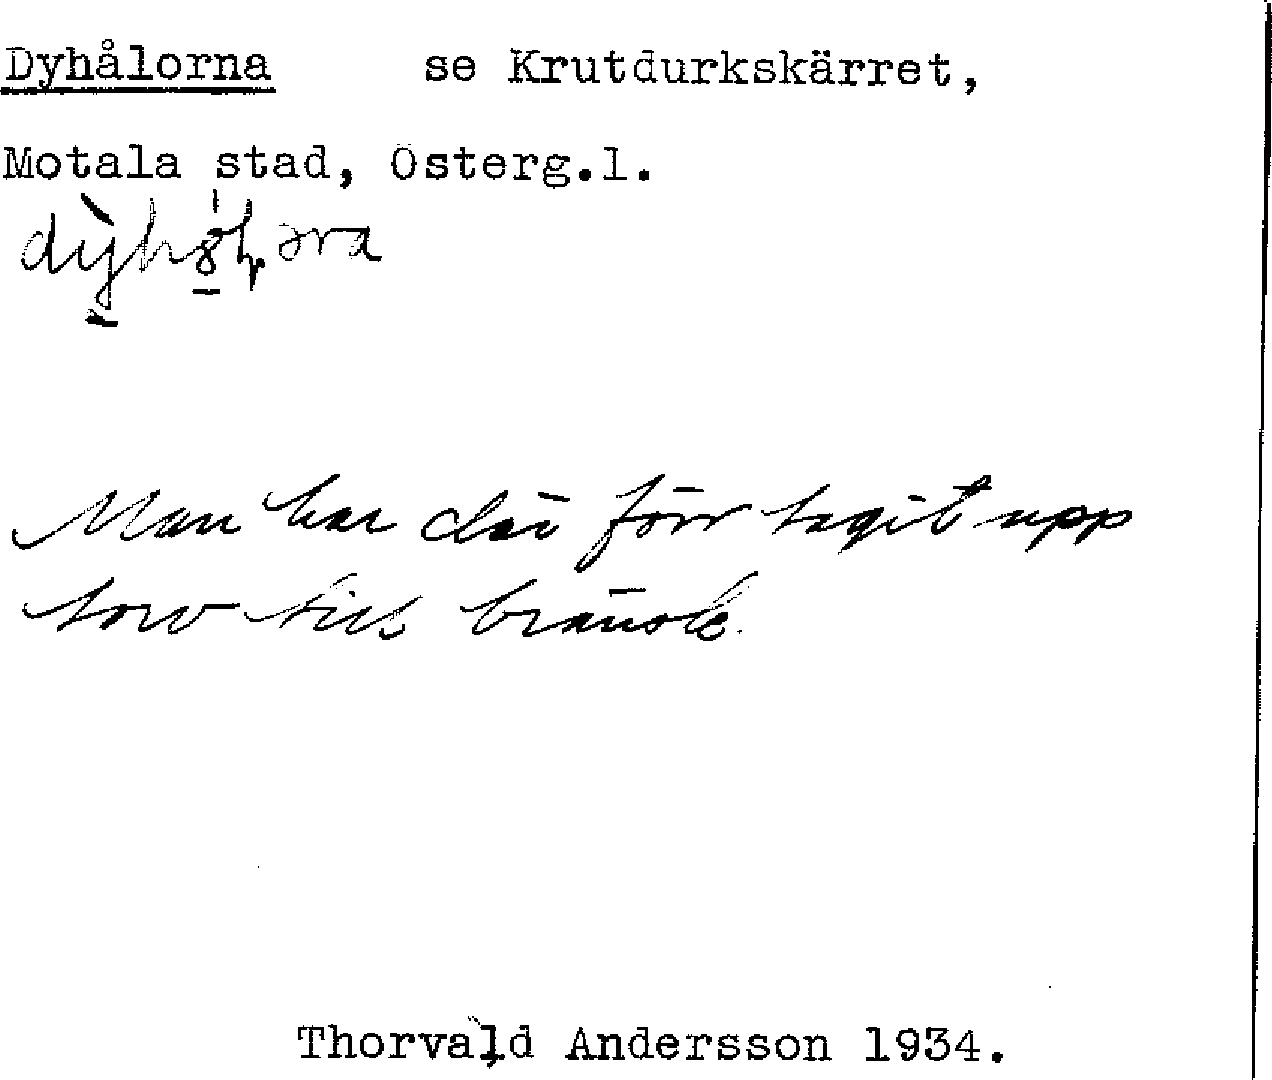 Dyhålorna se Krutdurkskärret,
Motala stad, Österg.l.
Man har där förr tagit upp
torv till bränsle.
Thorvald Andersson 1934.